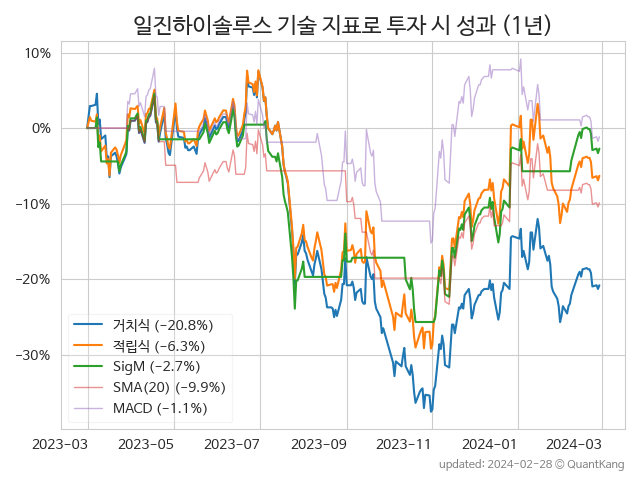 일진하이솔루스 기술 지표로 투자 시 성과 (1년)
10%
0%
−10%
−20%
−30%
거치식 (−20.8%)
적립식 (−6.3%)
SigM (−2.7%)
SMA(20) (−9.9%)
MACD (−1.1%)
2023-03
2023-05
2023-07
2023-09
2023-11
2024-01
2024-03
updated: 2024-02-28 © QuantKang